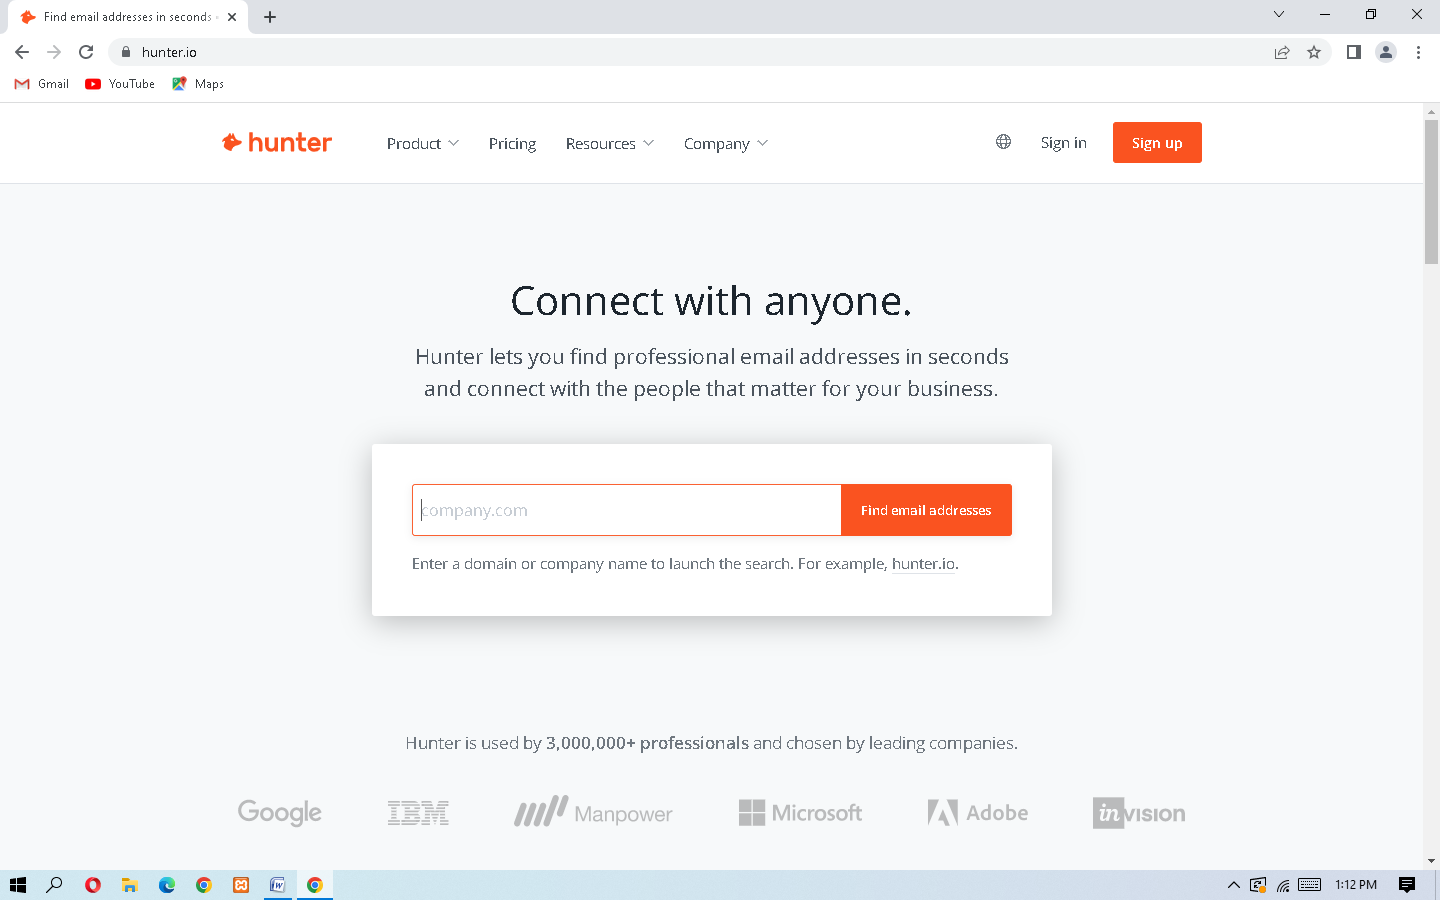 Find email addresses in seconds
hunter.io
Gmail
YouTube
Maps
hunter
Product
Pricing
Resources
Company
Sign in
Sign up
Connect with anyone.
Hunter lets you find professional email addresses in seconds
and connect with the people that matter for your business.
company.com
Find email addresses
Enter a domain or company name to launch the search. For example, hunter.io.
Hunter is used by 3,000,000+ professionals and chosen by leading companies.
Google
IBM
Manpower
Microsoft
Adobe
invision
1:12 PM